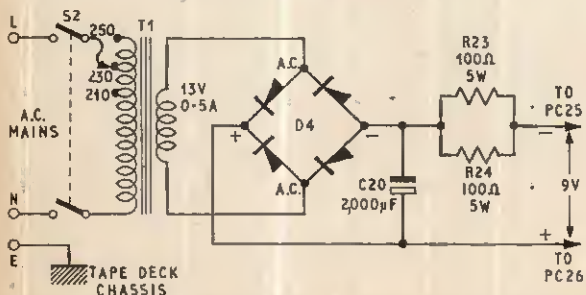 L
S2
250
T1
230
210
A.C.
MAINS
13V
0·5A
A.C.
+
D4
−
A.C.
C20
2,000µF
R23
100Ω
5W
R24
100Ω
5W
TO
PC25
−
9V
+
TO
PC26
N
E
TAPE DECK
CHASSIS